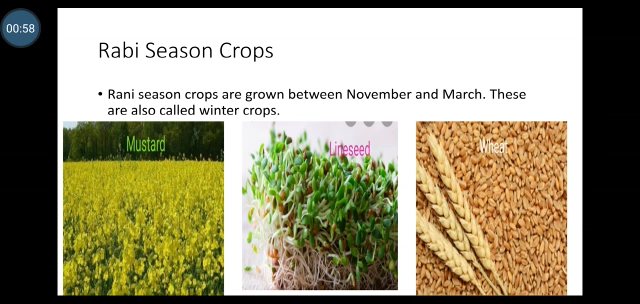 00:58
Rabi Season Crops
• Rani season crops are grown between November and March. These
are also called winter crops.
Mustard
Lineseed
Wheat